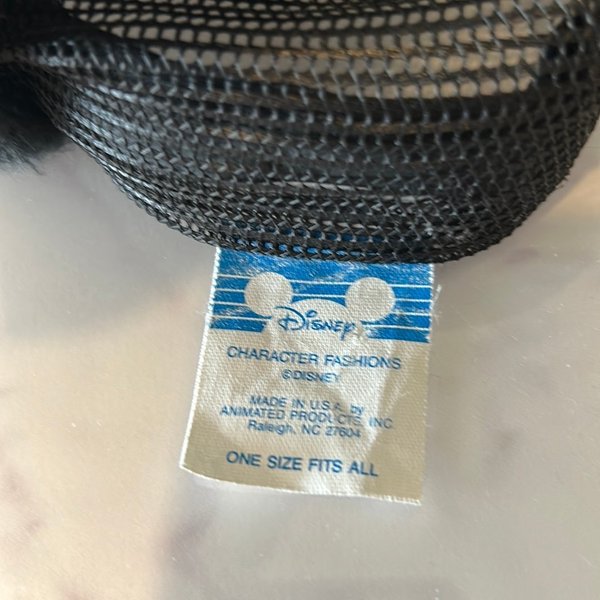 Disney
CHARACTER FASHIONS
©DISNEY
MADE IN U.S.A. by
ANIMATED PRODUCTS, INC.
Raleigh, NC 27604
ONE SIZE FITS ALL